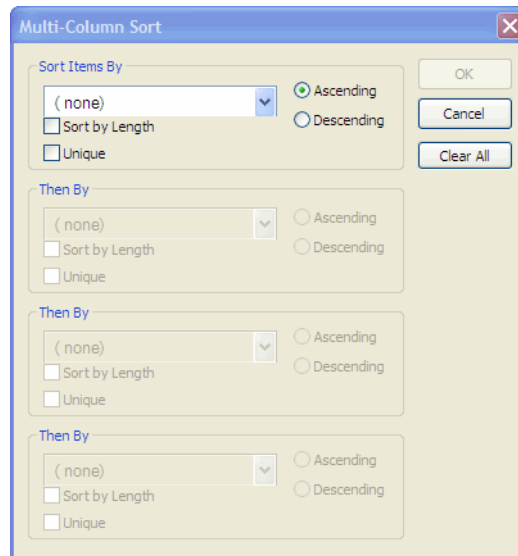 Multi-Column Sort
Sort Items By
( none)
Sort by Length
Unique
Ascending
Descending
OK
Cancel
Clear All
Then By
( none)
Sort by Length
Unique
Ascending
Descending
Then By
( none)
Sort by Length
Unique
Ascending
Descending
Then By
( none)
Sort by Length
Unique
Ascending
Descending